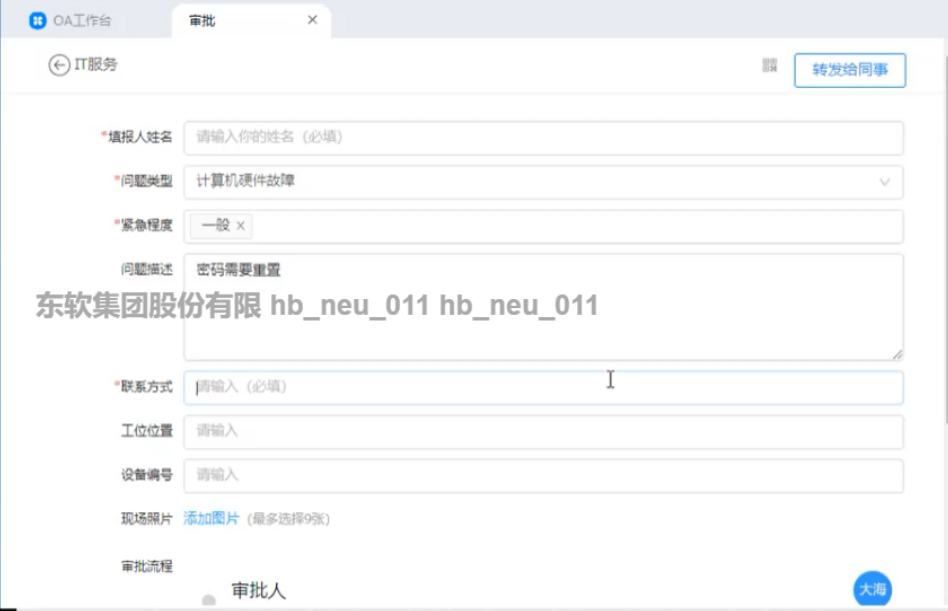 OA工作台
审批
IT服务
转发给同事
*填报人姓名 请输入你的姓名（必填）
*问题类型 计算机硬件故障
*紧急程度 一般 ×
问题描述 密码需要重置
东软集团股份有限 hb_neu_011 hb_neu_011
*联系方式 请输入（必填）
工位位置 请输入
设备编号 请输入
现场照片 添加图片 (最多选择9张)
审批流程
审批人
大海